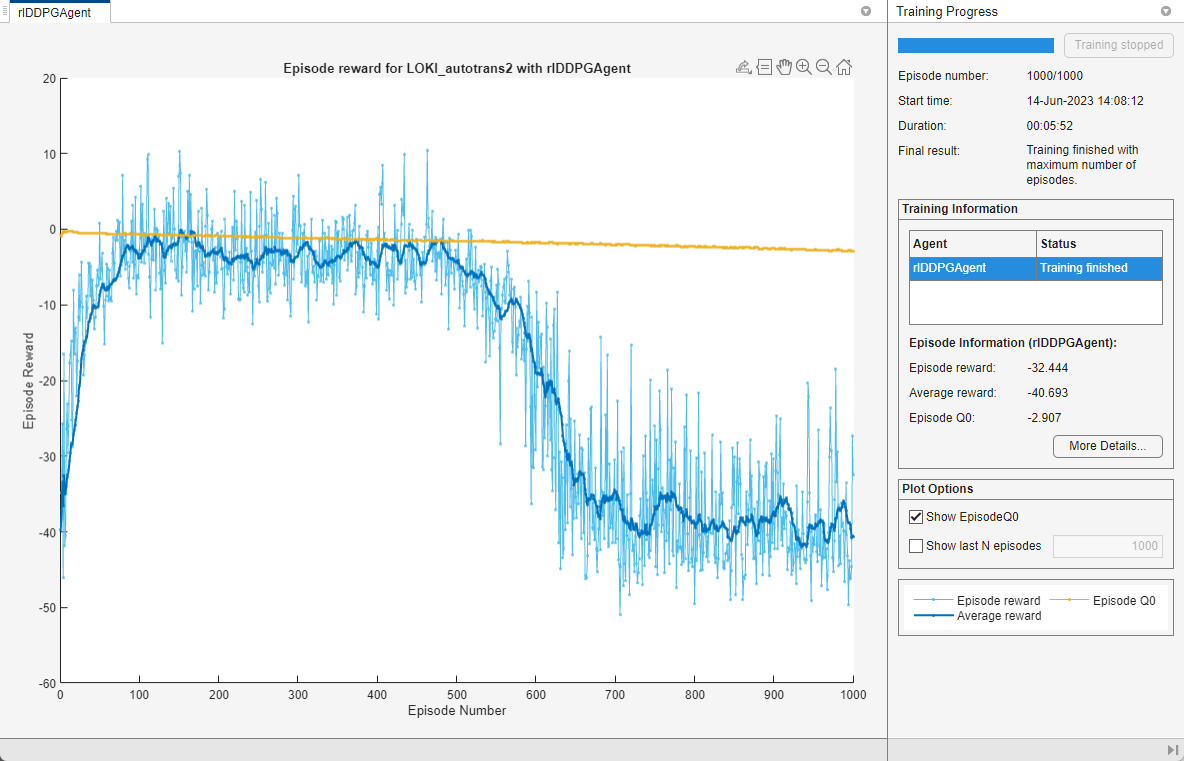 rlDDPGAgent
Episode reward for LOKI_autotrans2 with rlDDPGAgent
Episode Reward
20
10
0
-10
-20
-30
-40
-50
-60
0 100 200 300 400 500 600 700 800 900 1000
Episode Number
Training Progress
Training stopped
Episode number: 1000/1000
Start time: 14-Jun-2023 14:08:12
Duration: 00:05:52
Final result: Training finished with
maximum number of
episodes.
Training Information
Agent Status
rlDDPGAgent Training finished
Episode Information (rlDDPGAgent):
Episode reward: -32.444
Average reward: -40.693
Episode Q0: -2.907
More Details...
Plot Options
Show EpisodeQ0
Show last N episodes 1000
Episode reward Episode Q0
Average reward